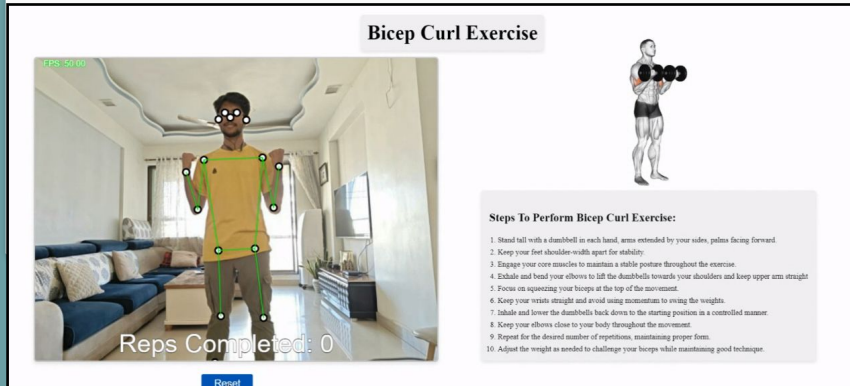 Bicep Curl Exercise
FPS: 50.00
Reps Completed: 0
Reset
Steps To Perform Bicep Curl Exercise:
1. Stand tall with a dumbbell in each hand, arms extended by your sides, palms facing forward.
2. Keep your feet shoulder-width apart for stability.
3. Engage your core muscles to maintain a stable posture throughout the exercise.
4. Exhale and bend your elbows to lift the dumbbells towards your shoulders and keep upper arm straight
5. Focus on squeezing your biceps at the top of the movement.
6. Keep your wrists straight and avoid using momentum to swing the weights.
7. Inhale and lower the dumbbells back down to the starting position in a controlled manner.
8. Keep your elbows close to your body throughout the movement.
9. Repeat for the desired number of repetitions, maintaining proper form.
10. Adjust the weight as needed to challenge your biceps while maintaining good technique.